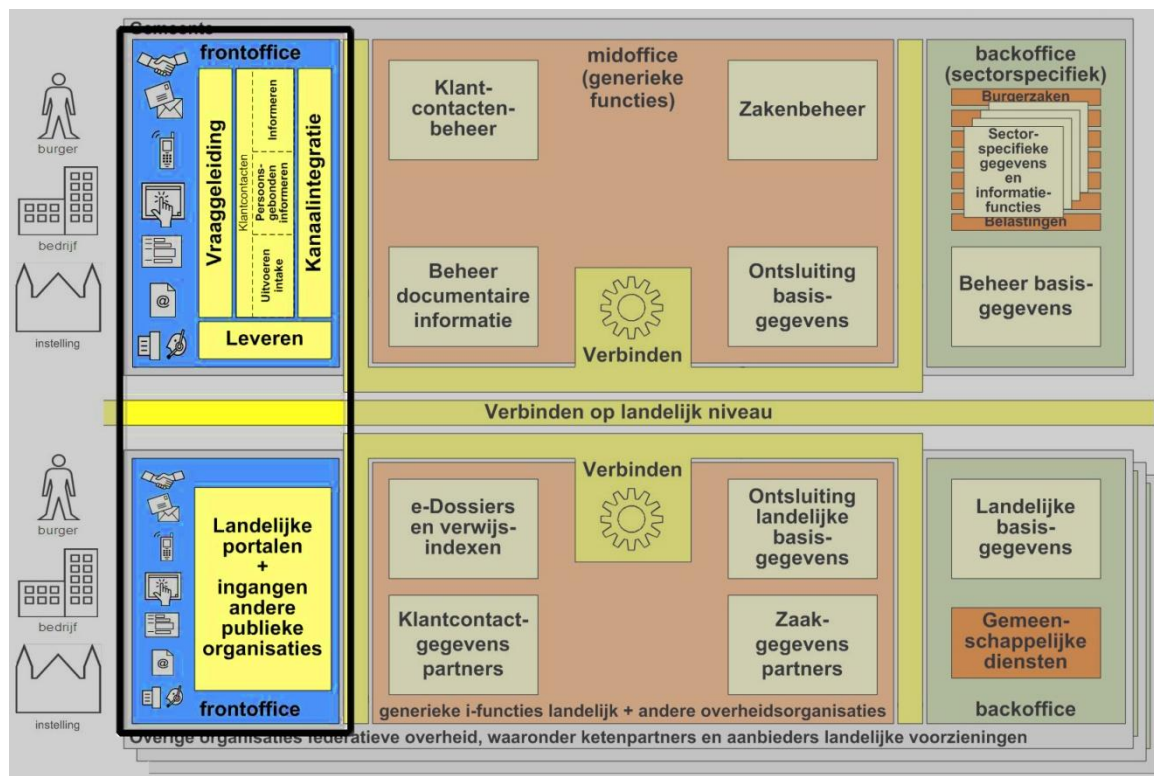 Gemeente
frontoffice
Vraaggeleiding
Klantcontacten
Informeren
Persoons-
gebonden
informeren
Uitvoeren
intake
Kanaalintegratie
Leveren
@
burger
bedrijf
instelling
midoffice
(generieke
functies)
Klant-
contacten-
beheer
Zakenbeheer
Beheer
documentaire
informatie
Verbinden
Ontsluiting
basis-
gegevens
backoffice
(sectorspecifiek)
Burgerzaken
Sector-
specifieke
gegevens
en
informatie-
functies
Belastingen
Beheer basis-
gegevens
Verbinden op landelijk niveau
burger
bedrijf
instelling
@
Landelijke
portalen
+
ingangen
andere
publieke
organisaties
frontoffice
Verbinden
e-Dossiers
en verwijs-
indexen
Ontsluiting
landelijke
basis-
gegevens
Klantcontact-
gegevens
partners
Zaak-
gegevens
partners
generieke i-functies landelijk + andere overheidsorganisaties
Landelijke
basis-
gegevens
Gemeen-
schappelijke
diensten
backoffice
Overige organisaties federatieve overheid, waaronder ketenpartners en aanbieders landelijke voorzieningen